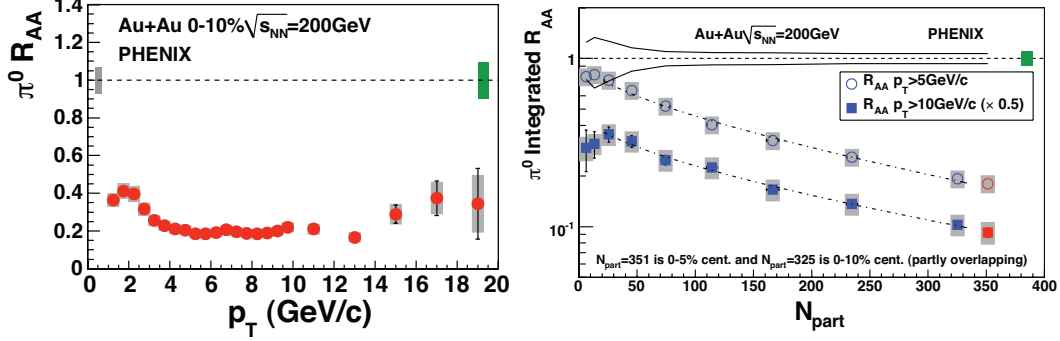 π⁰ R_AA
1.4
1.2
1
0.8
0.6
0.4
0.2
0
Au+Au 0-10% √s_NN=200GeV
PHENIX
0 2 4 6 8 10 12 14 16 18 20
p_T (GeV/c)
π⁰ Integrated R_AA
1
10⁻¹
Au+Au √s_NN=200GeV PHENIX
R_AA p_T>5GeV/c
R_AA p_T>10GeV/c (× 0.5)
N_part=351 is 0-5% cent. and N_part=325 is 0-10% cent. (partly overlapping)
0 50 100 150 200 250 300 350 400
N_part